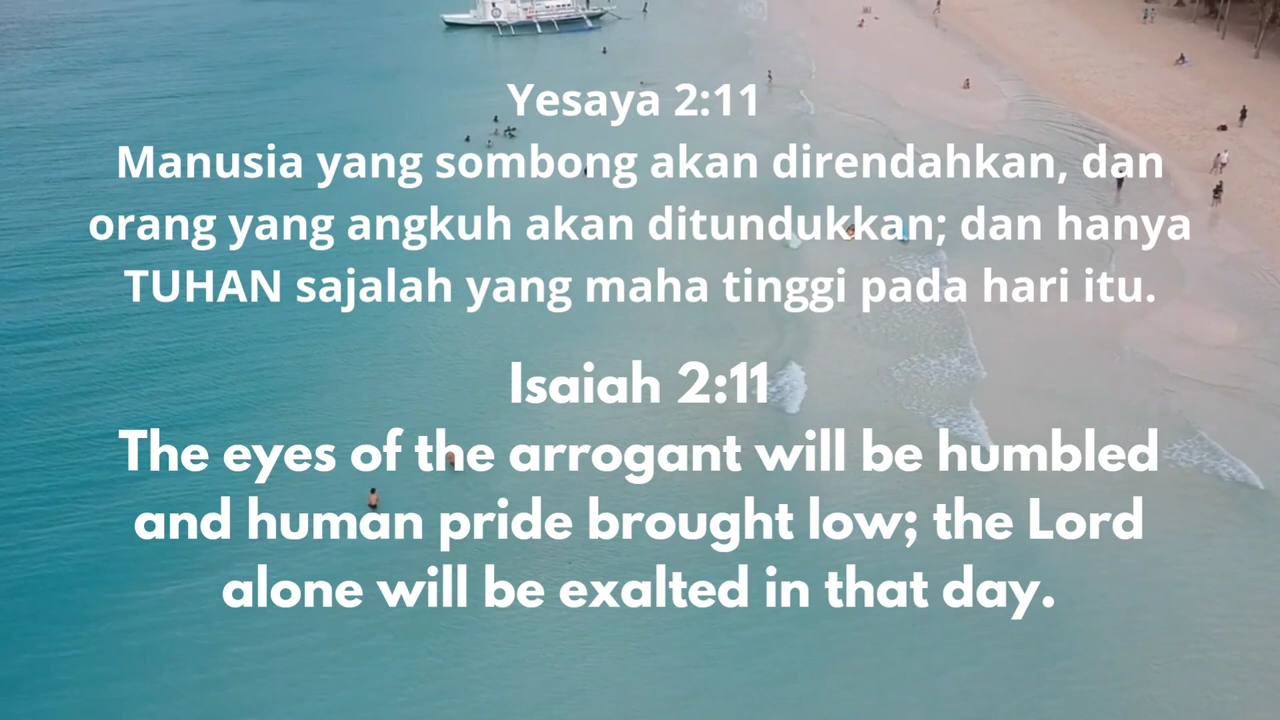 Yesaya 2:11
Manusia yang sombong akan direndahkan, dan
orang yang angkuh akan ditundukkan; dan hanya
TUHAN sajalah yang maha tinggi pada hari itu.
Isaiah 2:11
The eyes of the arrogant will be humbled
and human pride brought low; the Lord
alone will be exalted in that day.